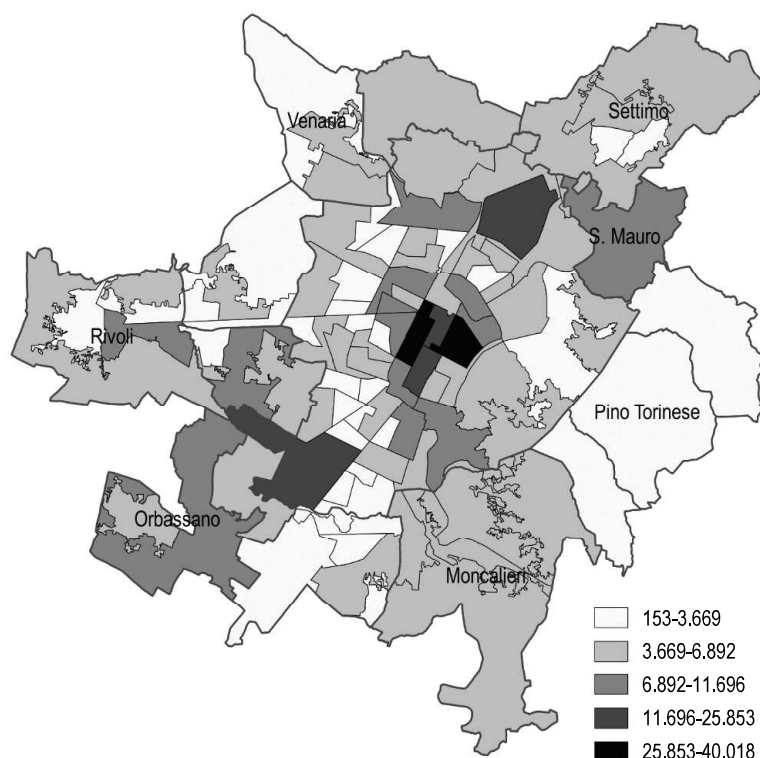 Venaria
Settimo
S. Mauro
Rivoli
Pino Torinese
Orbassano
Moncalieri
153-3.669
3.669-6.892
6.892-11.696
11.696-25.853
25.853-40.018